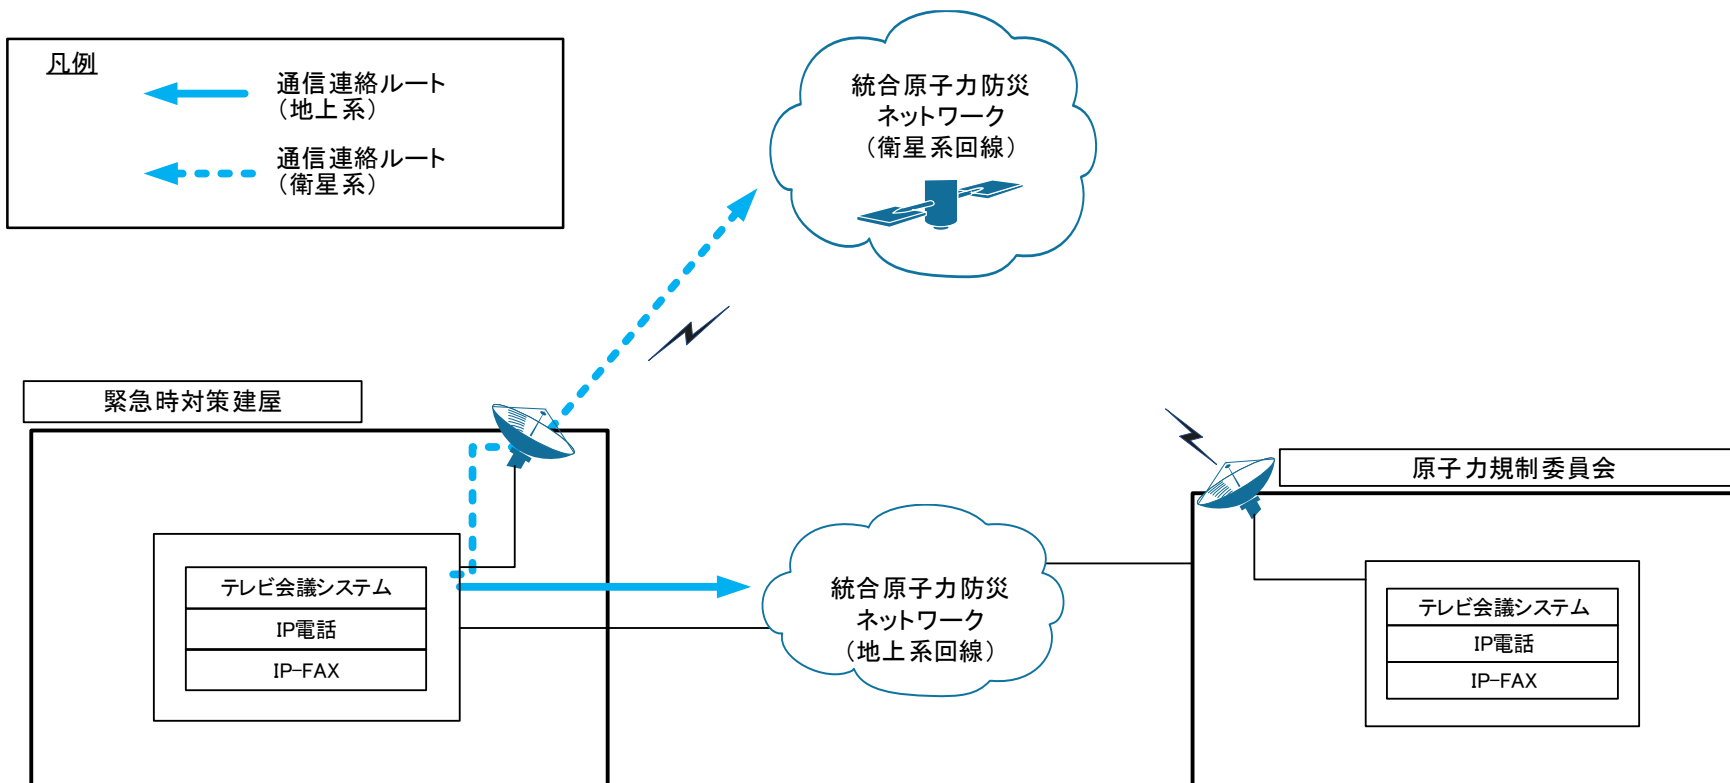 凡例
通信連絡ルート
（地上系）
通信連絡ルート
（衛星系）
統合原子力防災
ネットワーク
（衛星系回線）
緊急時対策建屋
テレビ会議システム
IP電話
IP-FAX
統合原子力防災
ネットワーク
（地上系回線）
原子力規制委員会
テレビ会議システム
IP電話
IP-FAX